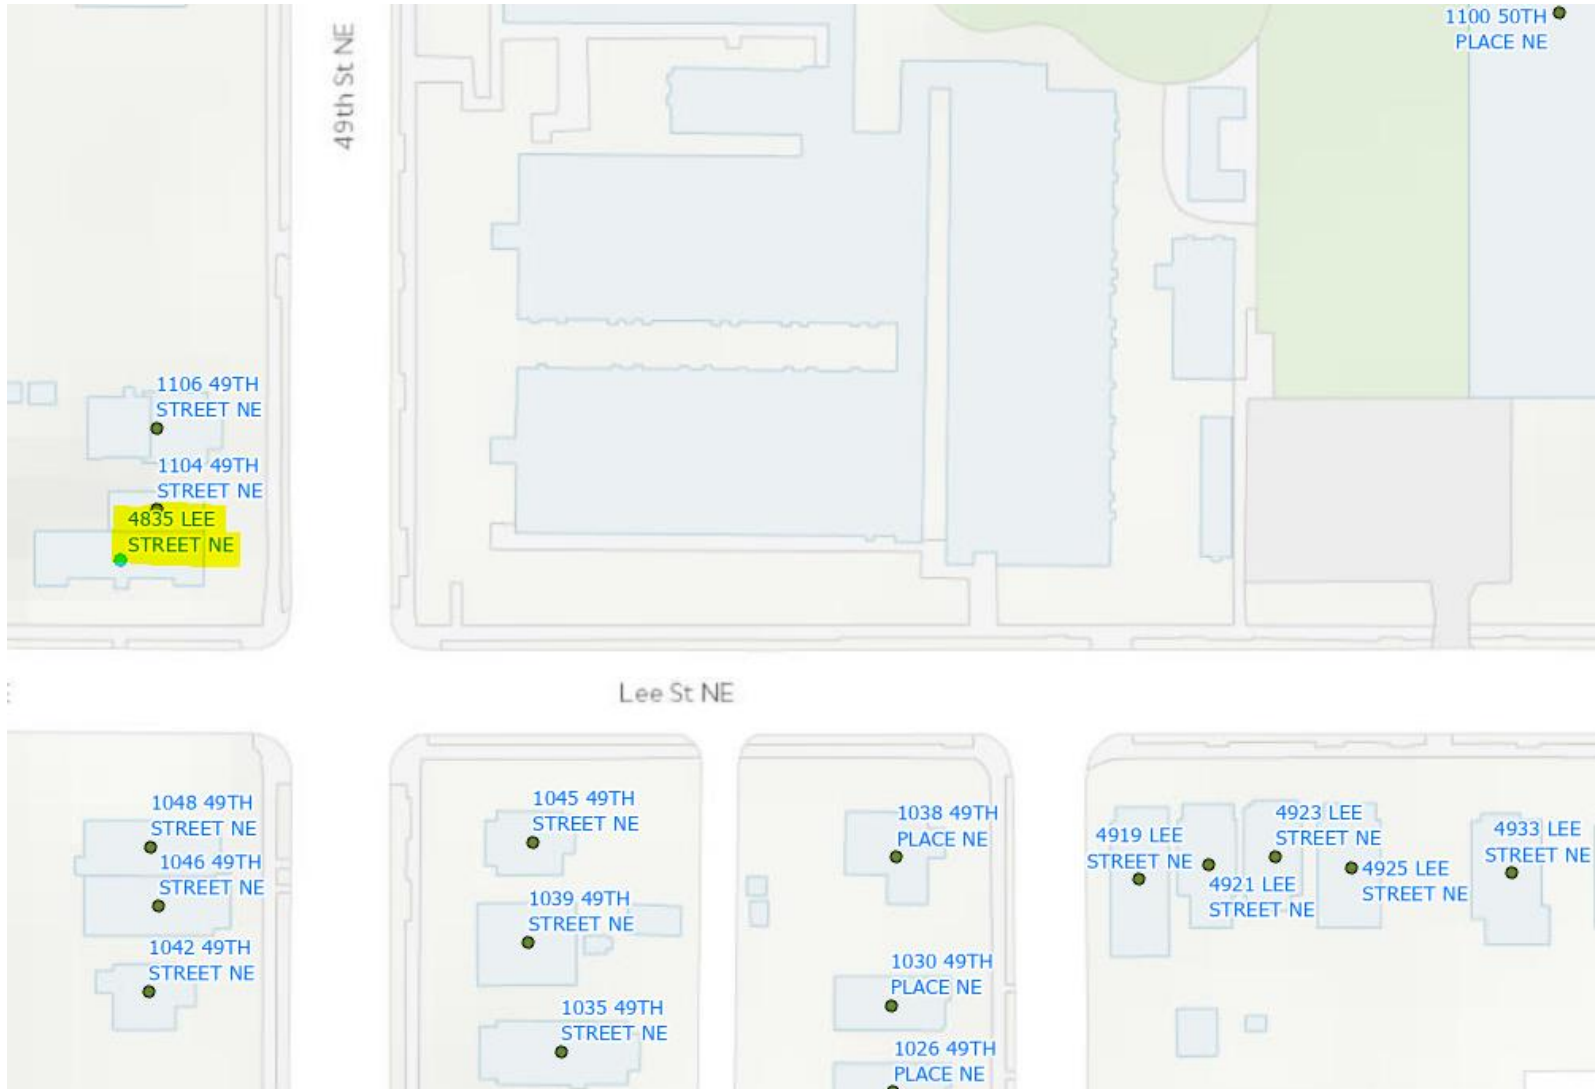 1100 50TH
PLACE NE
49th St NE
1106 49TH
STREET NE
1104 49TH
STREET NE
4835 LEE
STREET NE
Lee St NE
1048 49TH
STREET NE
1046 49TH
STREET NE
1042 49TH
STREET NE
1045 49TH
STREET NE
1039 49TH
STREET NE
1035 49TH
STREET NE
1038 49TH
PLACE NE
1030 49TH
PLACE NE
1026 49TH
PLACE NE
4919 LEE
STREET NE
4921 LEE
STREET NE
4923 LEE
STREET NE
4925 LEE
STREET NE
4933 LEE
STREET NE